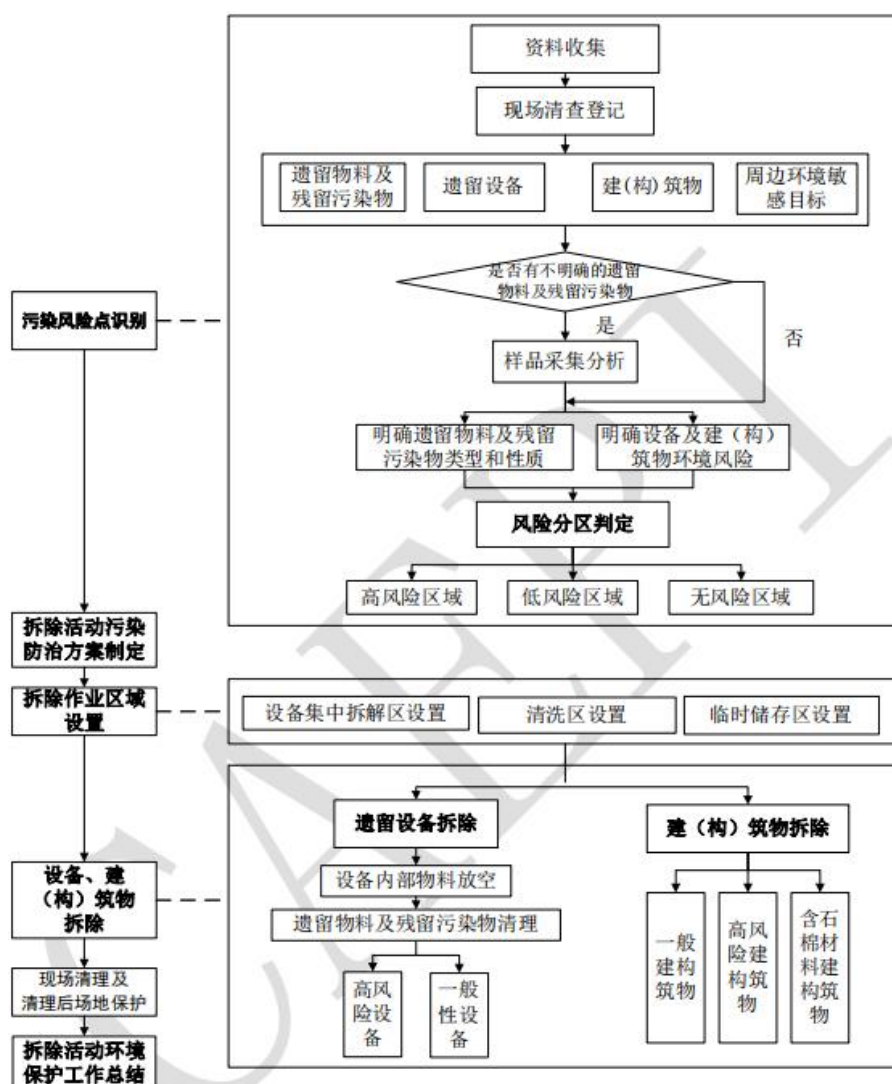 资料收集
现场清查登记
遗留物料及
残留污染物
遗留设备
建(构)筑物
周边环境敏
感目标
是否有不明确的遗留
物料及残留污染物
污染风险点识别
是
否
样品采集分析
明确遗留物料及残留
污染物类型和性质
明确设备及建（构）
筑物环境风险
风险分区判定
高风险区域
低风险区域
无风险区域
拆除活动污染
防治方案制定
拆除作业区域
设置
设备集中拆解区设置
清洗区设置
临时储存区设置
遗留设备拆除
建（构）筑物拆除
设备、建
（构）筑物
拆除
设备内部物料放空
遗留物料及残留污染物清理
高风
险设
备
一般
性设
备
一般
建构
筑物
高风
险建
构筑
物
含石
棉材
料建
构筑
物
现场清理及
清理后场地保护
拆除活动环境
保护工作总结
CAEPI